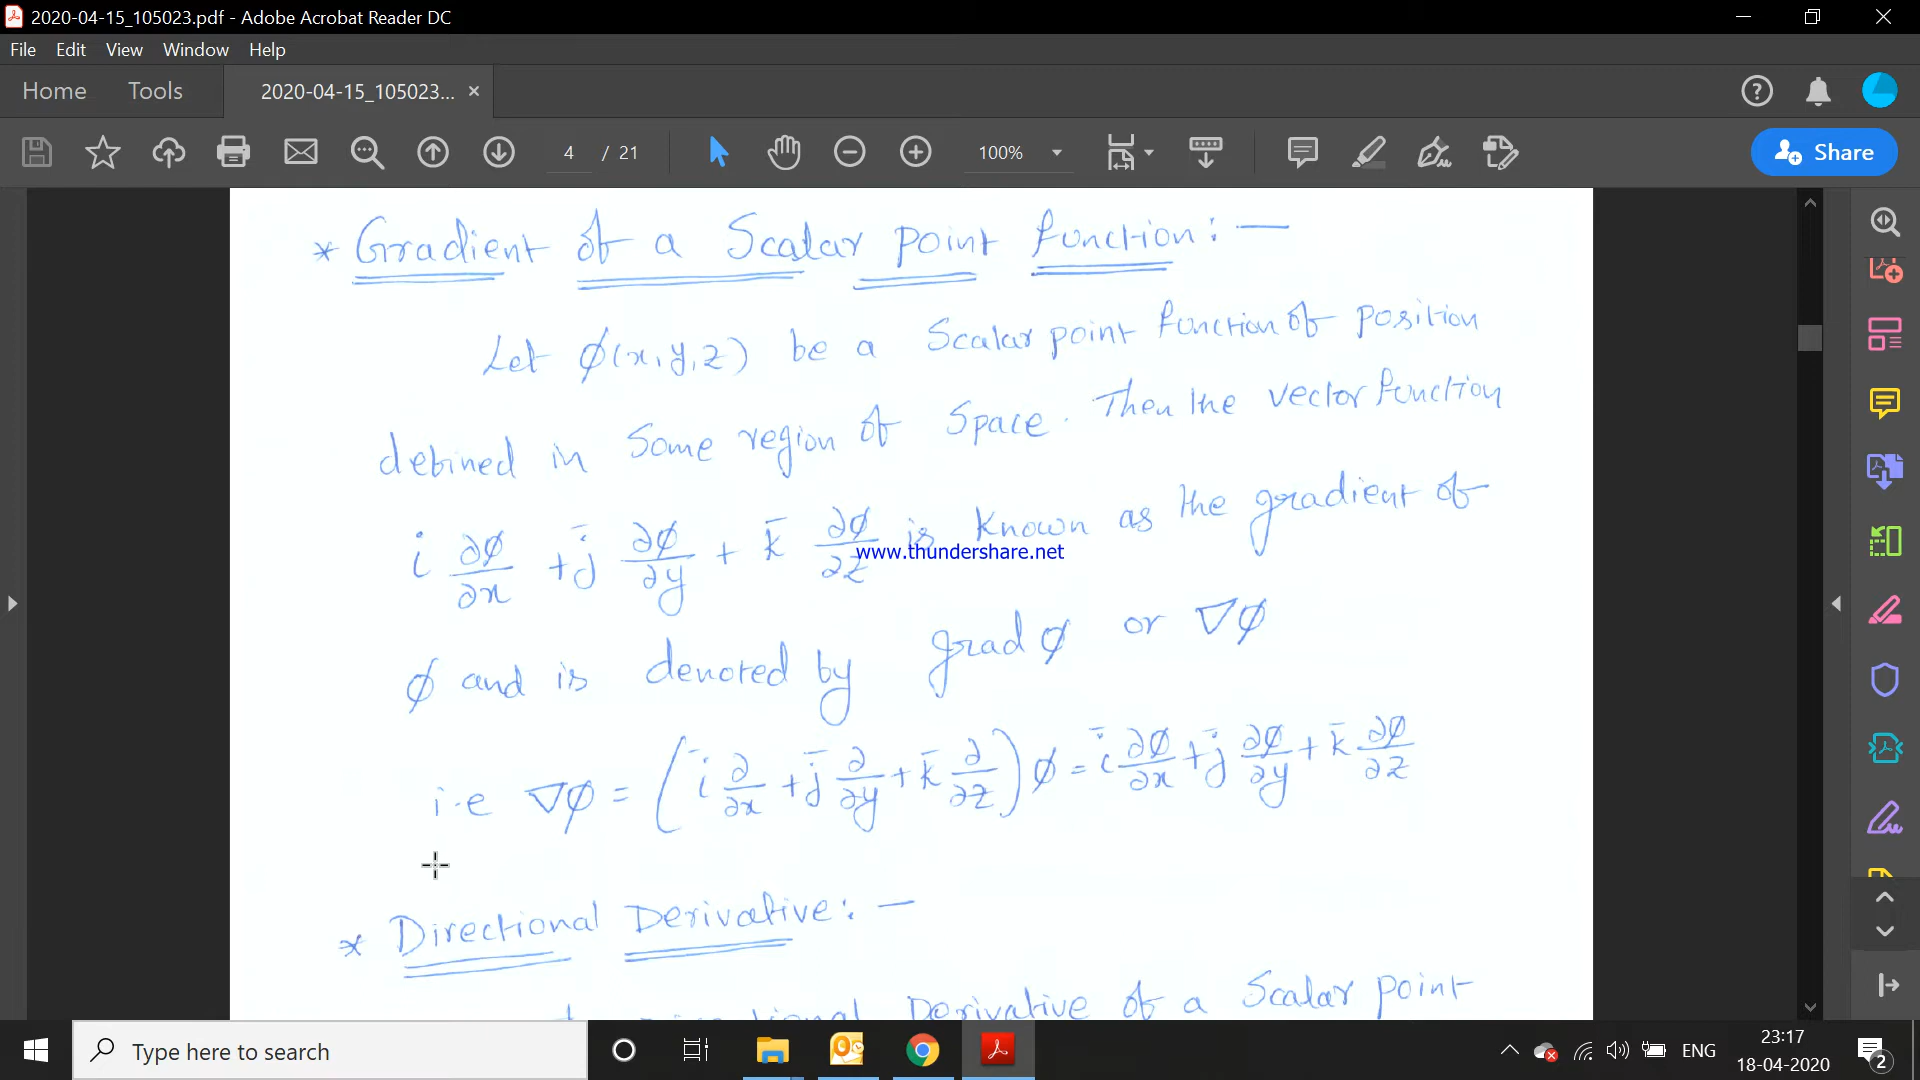 2020-04-15_105023.pdf - Adobe Acrobat Reader DC
File Edit View Window Help
Home Tools 2020-04-15_105023... ×
4 / 21 100% Share
* Gradient of a Scalar point function: —
Let ϕ(x,y,z) be a Scalar point function of position
defined in Some region of Space. Then the vector function
i ∂ϕ/∂x + j̄ ∂ϕ/∂y + k̄ ∂ϕ/∂z is known as the gradient of
www.thundershare.net
ϕ and is denoted by grad ϕ or ∇ϕ
i.e ∇ϕ = (ī ∂/∂x + j̄ ∂/∂y + k̄ ∂/∂z) ϕ = ī ∂ϕ/∂x + j̄ ∂ϕ/∂y + k̄ ∂ϕ/∂z
* Directional Derivative: —
Derivative of a Scalar point
Type here to search
ENG
23:17
18-04-2020
2